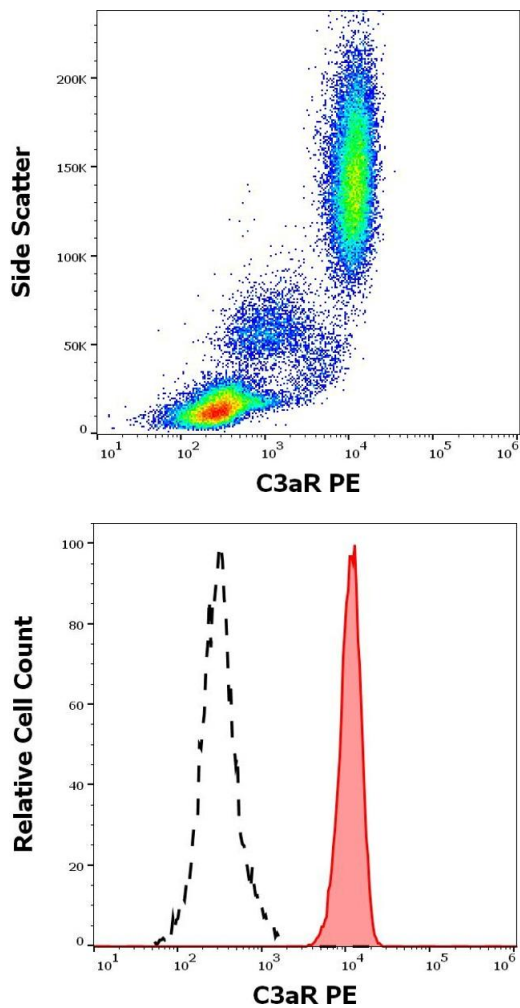 Side Scatter
200K
150K
100K
50K
0
10¹ 10² 10³ 10⁴ 10⁵ 10⁶
C3aR PE
Relative Cell Count
100
80
60
40
20
0
10¹ 10² 10³ 10⁴ 10⁵ 10⁶
C3aR PE